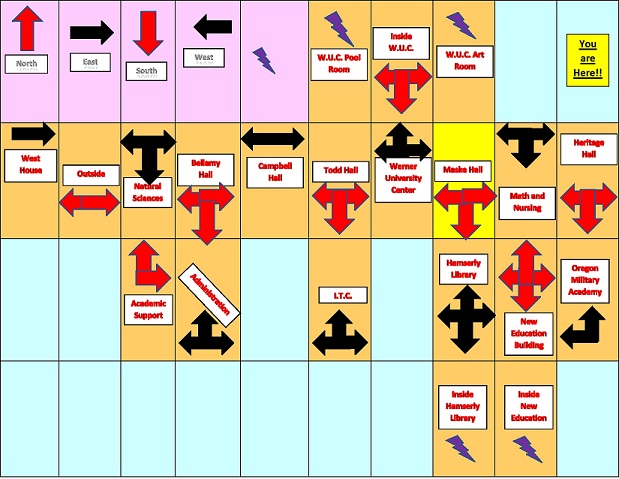 North
East
South
West
W.U.C. Pool
Room
Inside
W.U.C.
W.U.C. Art
Room
You
are
Here!!
West
House
Outside
Natural
Sciences
Bellamy
Hall
Campbell
Hall
Todd Hall
Werner
University
Center
Maske Hall
Math and
Nursing
Heritage
Hall
Academic
Support
Administration
I.T.C.
Hamserly
Library
New
Education
Building
Oregon
Military
Academy
Inside
Hamserly
Library
Inside
New
Education